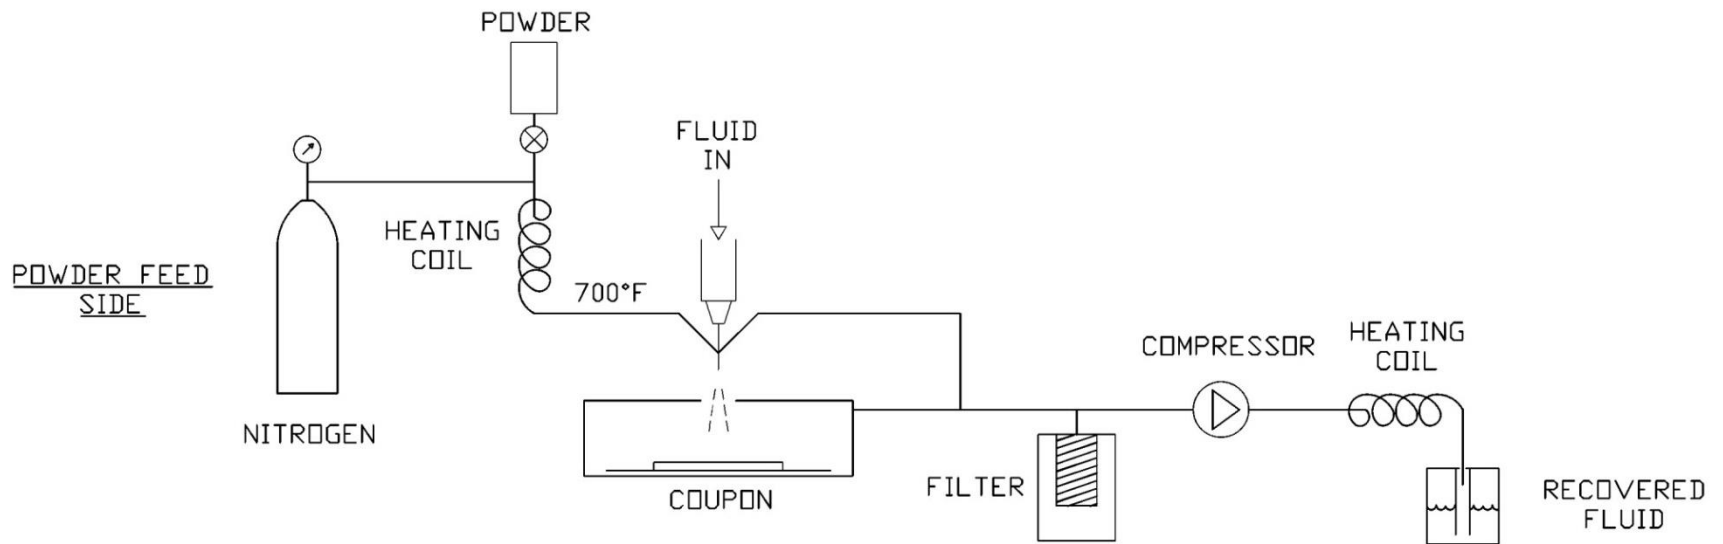 POWDER
FLUID
IN
HEATING
COIL
POWDER FEED
SIDE
700°F
NITROGEN
COUPON
FILTER
COMPRESSOR
HEATING
COIL
RECOVERED
FLUID